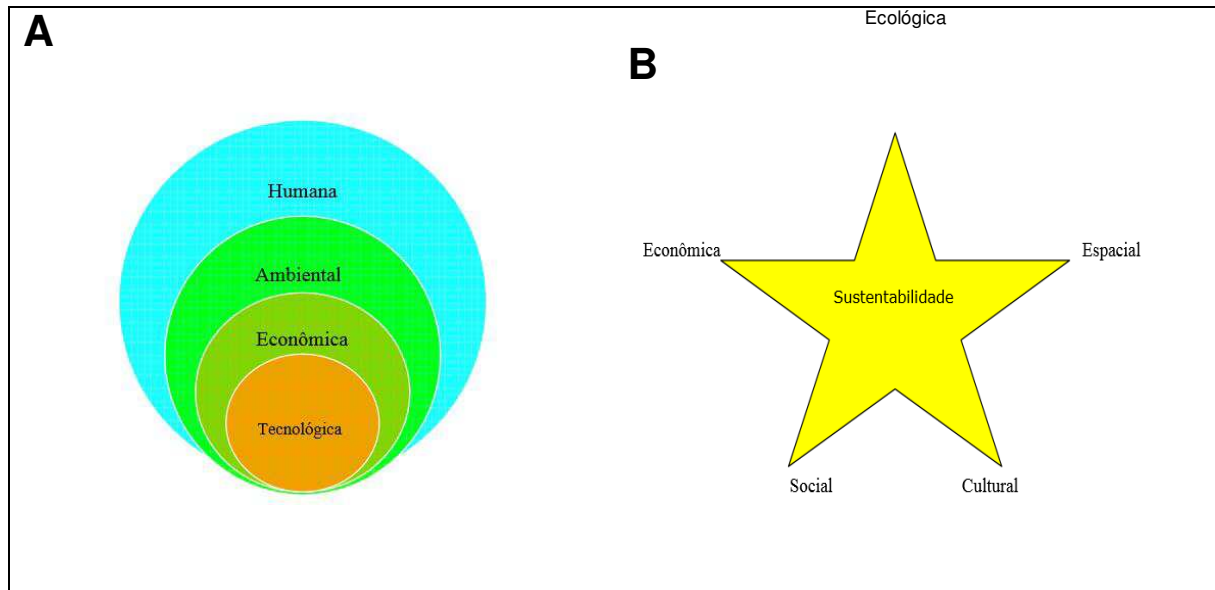 A
Humana
Ambiental
Econômica
Tecnológica
B
Ecológica
Econômica
Espacial
Sustentabilidade
Social
Cultural